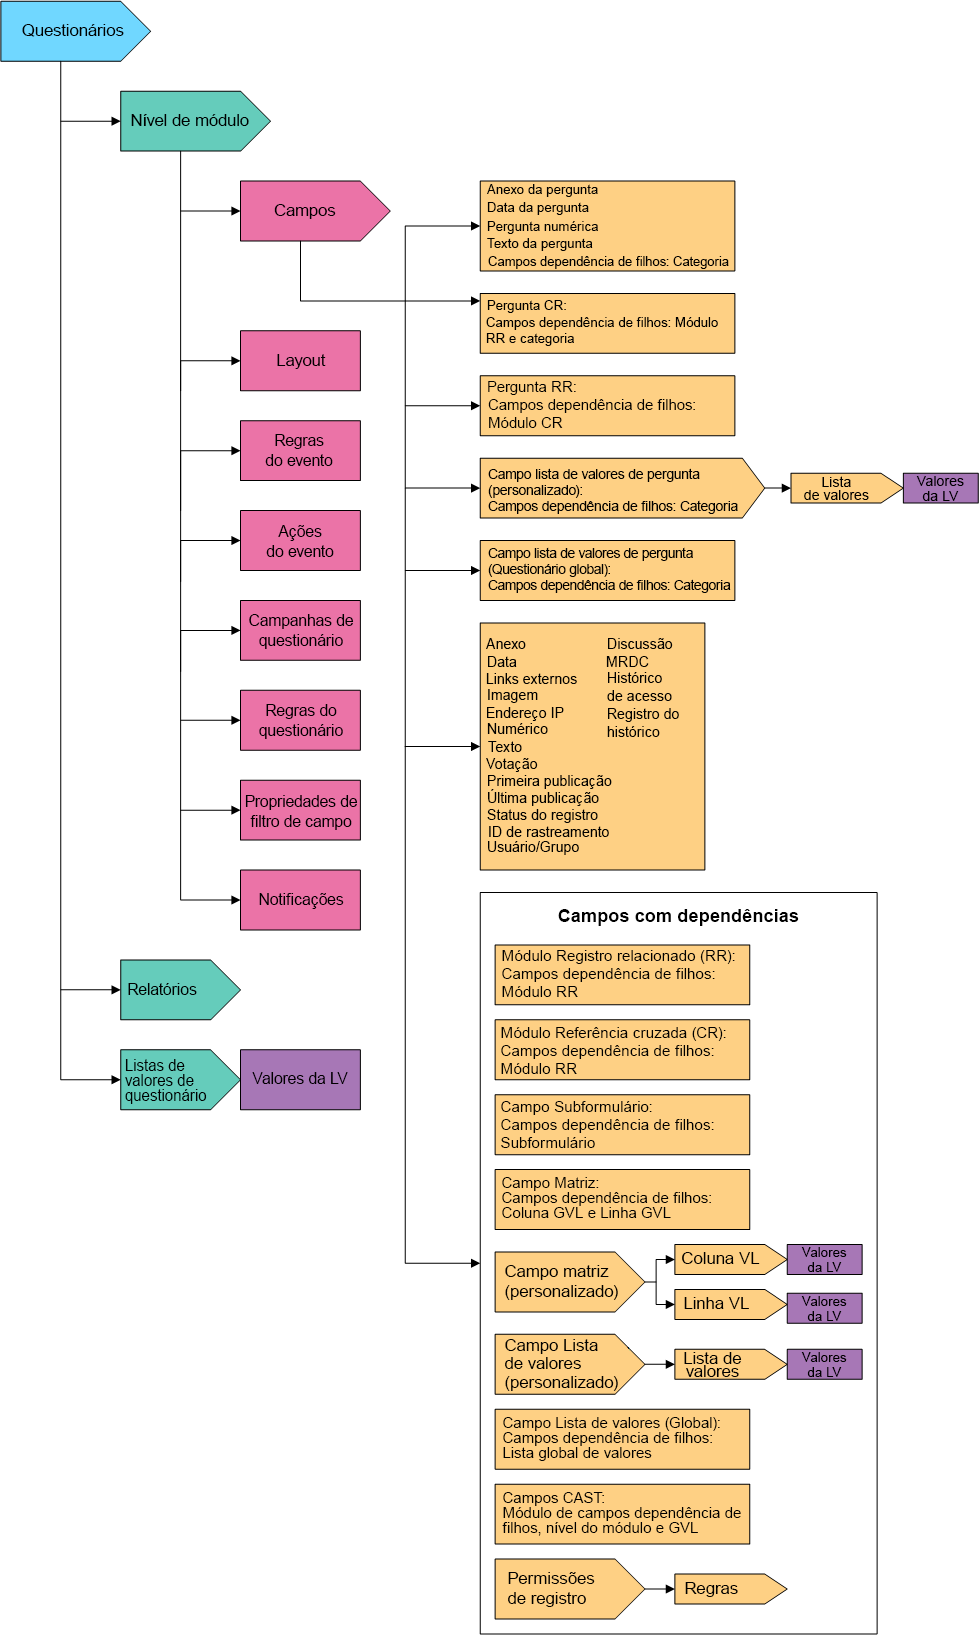 Questionários
Nível de módulo
Campos
Layout
Regras
do evento
Ações
do evento
Campanhas de
questionário
Regras do
questionário
Propriedades de
filtro de campo
Notificações
Relatórios
Listas de
valores de
questionário
Valores da LV
Anexo da pergunta
Data da pergunta
Pergunta numérica
Texto da pergunta
Campos dependência de filhos: Categoria
Pergunta CR:
Campos dependência de filhos: Módulo
RR e categoria
Pergunta RR:
Campos dependência de filhos:
Módulo CR
Campo lista de valores de pergunta
(personalizado):
Campos dependência de filhos: Categoria
Lista
de valores
Valores
da LV
Campo lista de valores de pergunta
(Questionário global):
Campos dependência de filhos: Categoria
Anexo
Data
Links externos
Imagem
Endereço IP
Numérico
Texto
Votação
Primeira publicação
Última publicação
Status do registro
ID de rastreamento
Usuário/Grupo
Discussão
MRDC
Histórico
de acesso
Registro do
histórico
Campos com dependências
Módulo Registro relacionado (RR):
Campos dependência de filhos:
Módulo RR
Módulo Referência cruzada (CR):
Campos dependência de filhos:
Módulo RR
Campo Subformulário:
Campos dependência de filhos:
Subformulário
Campo Matriz:
Campos dependência de filhos:
Coluna GVL e Linha GVL
Campo matriz
(personalizado)
Coluna VL
Valores
da LV
Linha VL
Valores
da LV
Campo Lista
de valores
(personalizado)
Lista de
valores
Valores
da LV
Campo Lista de valores (Global):
Campos dependência de filhos:
Lista global de valores
Campos CAST:
Módulo de campos dependência de
filhos, nível do módulo e GVL
Permissões
de registro
Regras